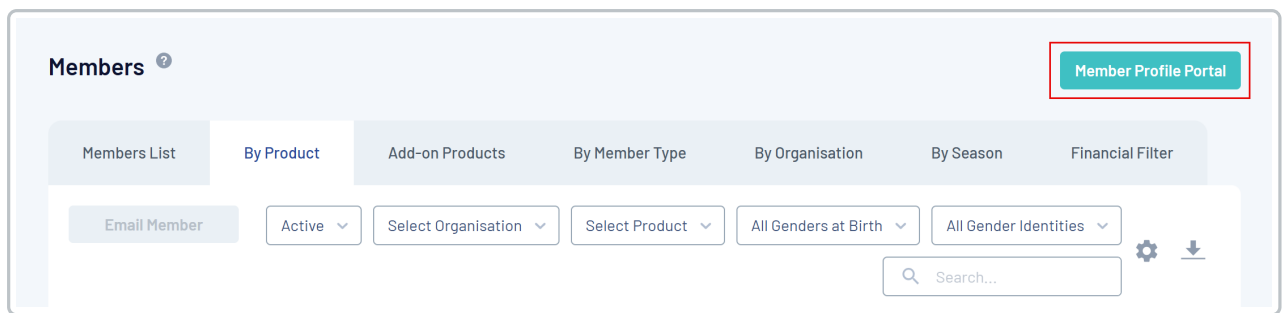 Members ?
Member Profile Portal
Members List By Product Add-on Products By Member Type By Organisation By Season Financial Filter
Email Member Active Select Organisation Select Product All Genders at Birth All Gender Identities
Search...